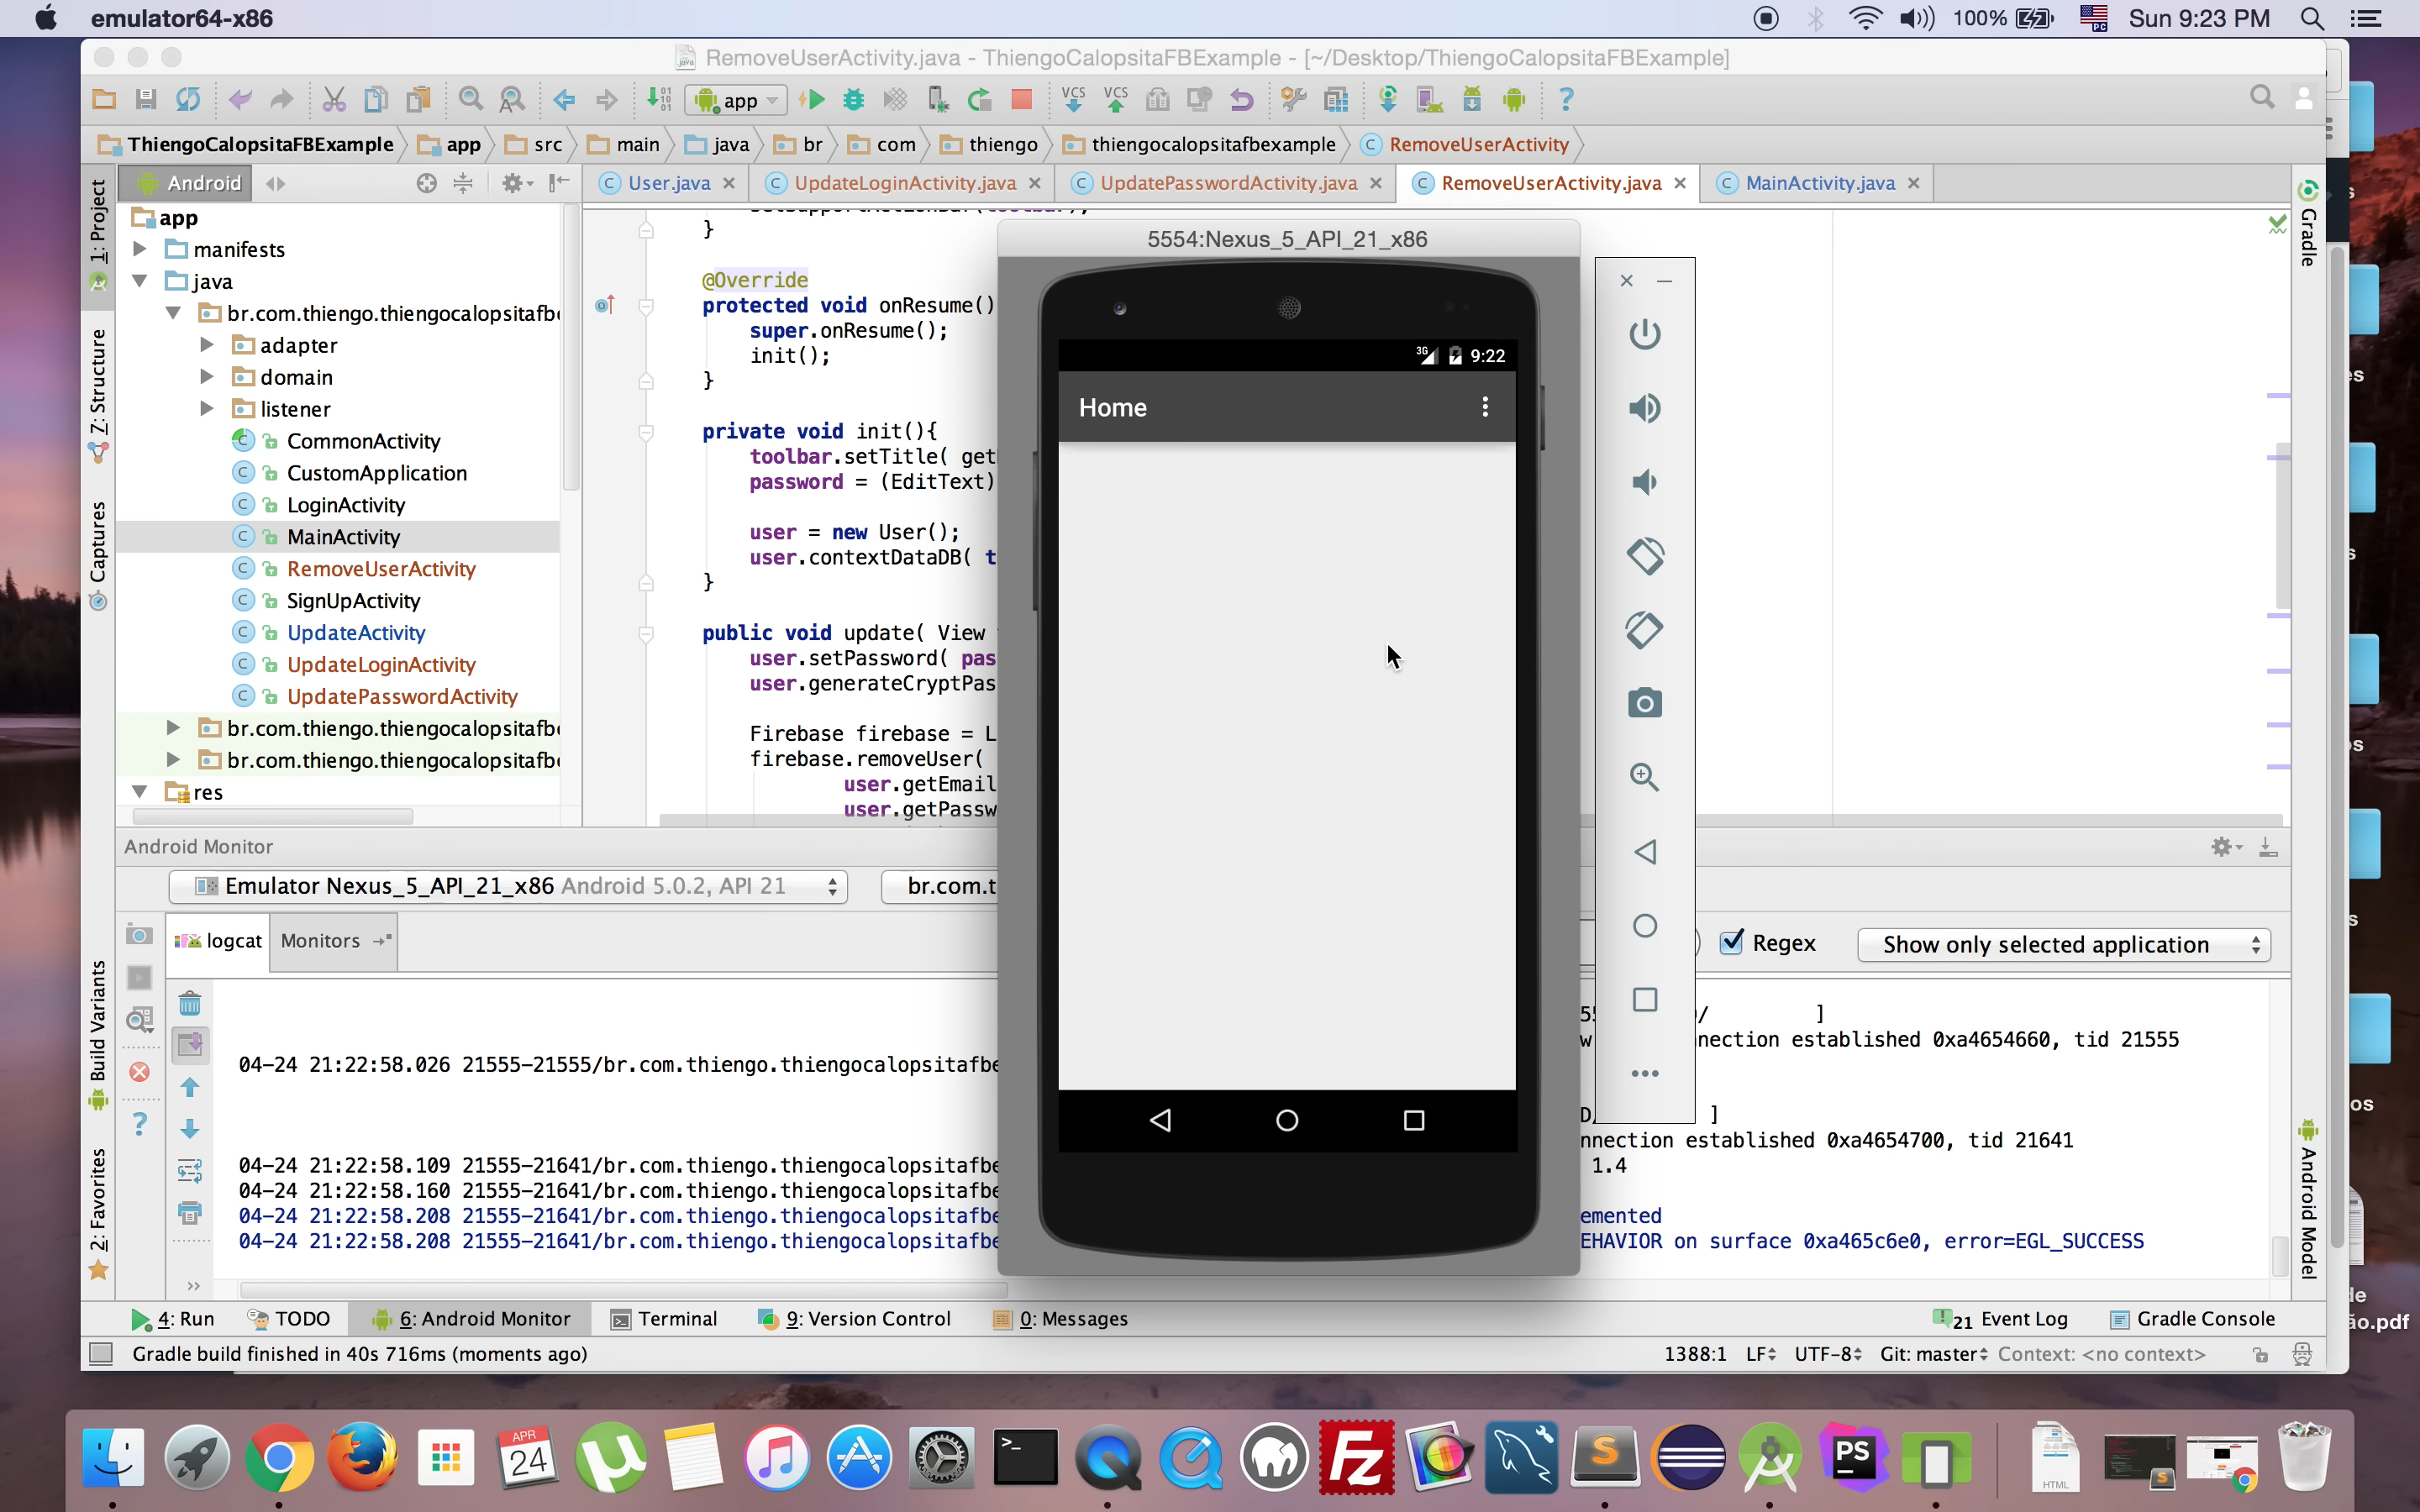 emulator64-x86
100%
Sun 9:23 PM
RemoveUserActivity.java - ThiengoCalopsitaFBExample - [~/Desktop/ThiengoCalopsitaFBExample]
app
VCS
VCS
?
ThiengoCalopsitaFBExample
app
src
main
java
br
com
thiengo
thiengocalopsitafbexample
RemoveUserActivity
Android
User.java
UpdateLoginActivity.java
UpdatePasswordActivity.java
RemoveUserActivity.java
MainActivity.java
1: Project
7: Structure
Captures
Build Variants
2: Favorites
Gradle
Android Model
app
manifests
java
br.com.thiengo.thiengocalopsitafb
adapter
domain
listener
CommonActivity
CustomApplication
LoginActivity
MainActivity
RemoveUserActivity
SignUpActivity
UpdateActivity
UpdateLoginActivity
UpdatePasswordActivity
br.com.thiengo.thiengocalopsitafb
br.com.thiengo.thiengocalopsitafb
res
}
@Override
protected void onResume()
super.onResume();
init();
}
private void init(){
toolbar.setTitle( get
password = (EditText)
user = new User();
user.contextDataDB( t
}
public void update( View
user.setPassword( pas
user.generateCryptPas
Firebase firebase = L
firebase.removeUser(
user.getEmail
user.getPassw
5554:Nexus_5_API_21_x86
3G
9:22
Home
Android Monitor
Emulator Nexus_5_API_21_x86 Android 5.0.2, API 21
br.com.t
logcat
Monitors
Regex
Show only selected application
]
nection established 0xa4654660, tid 21555
04-24 21:22:58.026 21555-21555/br.com.thiengo.thiengocalopsitafbe
]
nnection established 0xa4654700, tid 21641
04-24 21:22:58.109 21555-21641/br.com.thiengo.thiengocalopsitafbe
1.4
04-24 21:22:58.160 21555-21641/br.com.thiengo.thiengocalopsitafbe
04-24 21:22:58.208 21555-21641/br.com.thiengo.thiengocalopsitafbe
emented
04-24 21:22:58.208 21555-21641/br.com.thiengo.thiengocalopsitafbe
EHAVIOR on surface 0xa465c6e0, error=EGL_SUCCESS
4: Run
TODO
6: Android Monitor
Terminal
9: Version Control
0: Messages
21 Event Log
Gradle Console
Gradle build finished in 40s 716ms (moments ago)
1388:1
LF
UTF-8
Git: master
Context: <no context>
ão.pdf
APR
24
Fz
S
PS
HTML